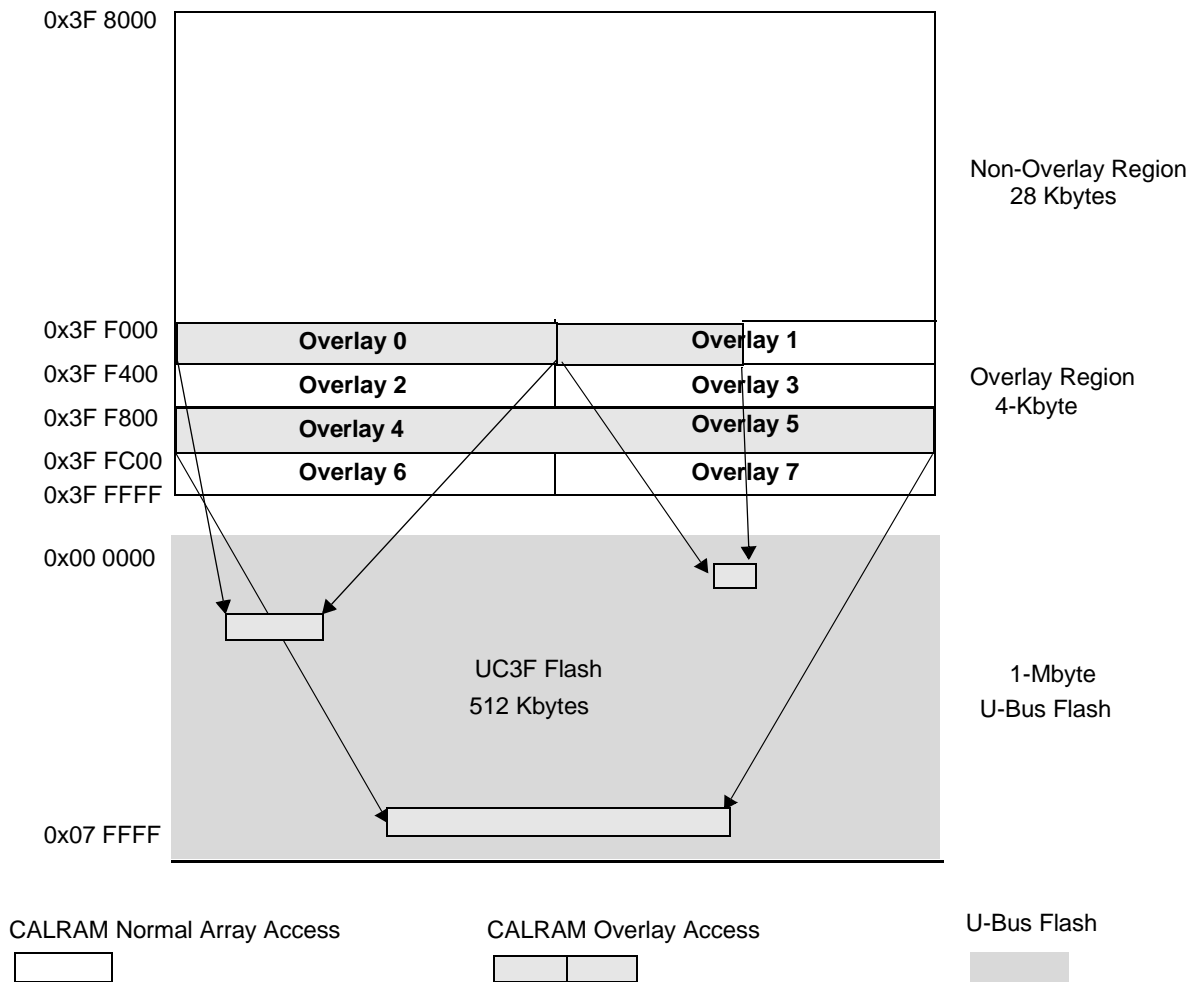 0x3F 8000
Non-Overlay Region
28 Kbytes
0x3F F000
Overlay 0
Overlay 1
0x3F F400
Overlay 2
Overlay 3
Overlay Region
4-Kbyte
0x3F F800
Overlay 4
Overlay 5
0x3F FC00
Overlay 6
Overlay 7
0x3F FFFF
0x00 0000
UC3F Flash
512 Kbytes
1-Mbyte
U-Bus Flash
0x07 FFFF
CALRAM Normal Array Access
CALRAM Overlay Access
U-Bus Flash